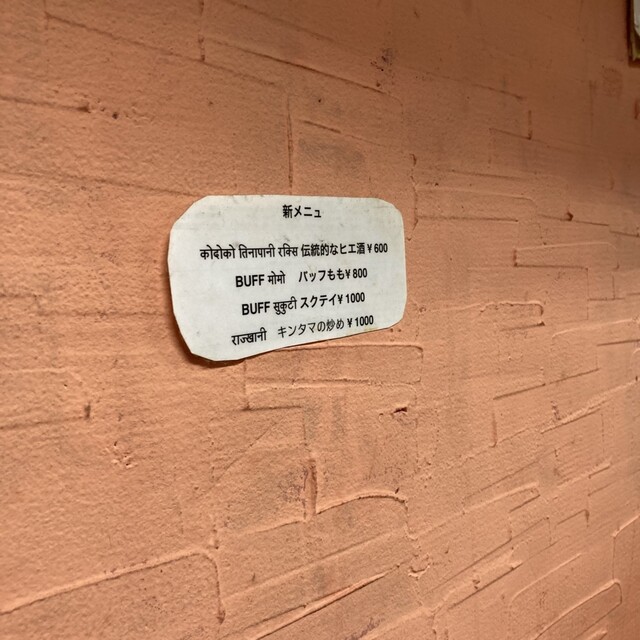 新メニュ
कोदोको तिनापानी रक्सि 伝統的なヒエ酒 ¥ 600
BUFF मोमो バッフもも¥ 800
BUFF सुकुटी スクテイ¥ 1000
राज्खानी キンタマの炒め ¥ 1000